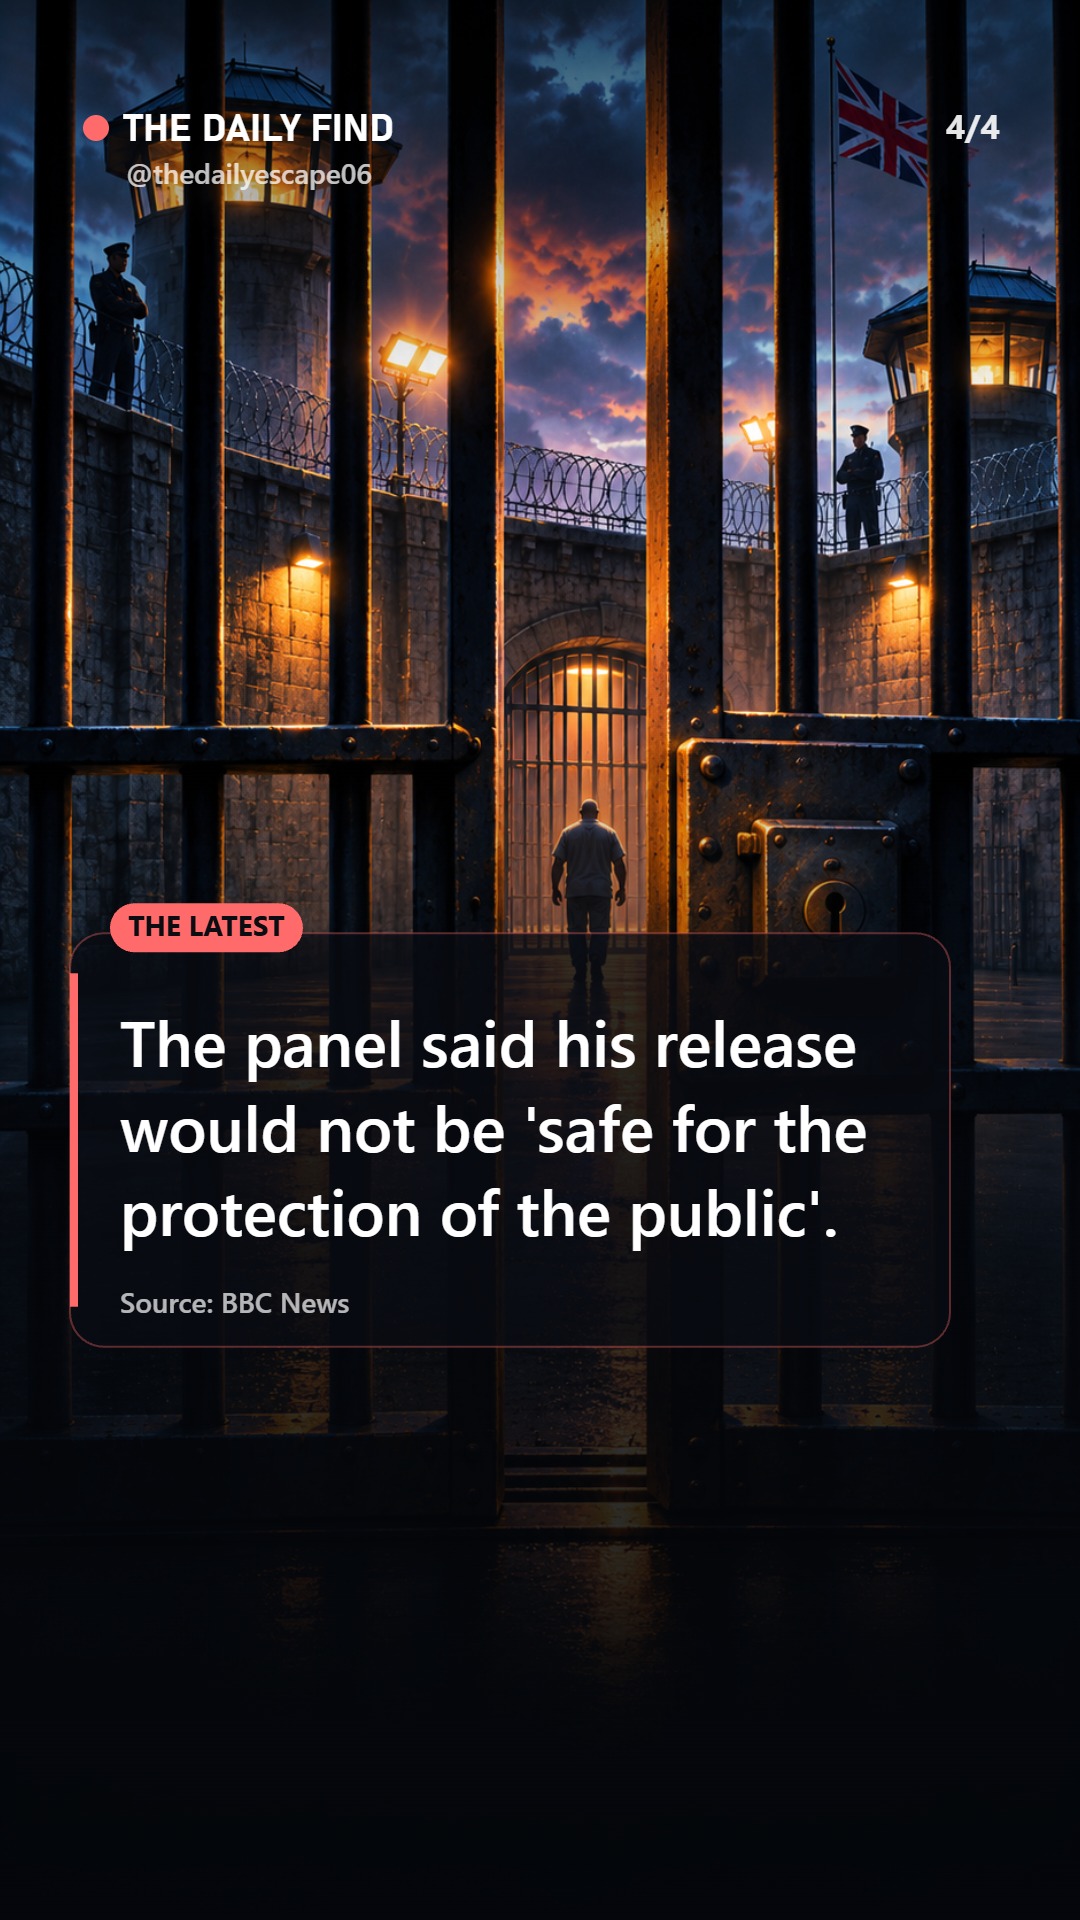 THE DAILY FIND
@thedailyescape06
4/4
THE LATEST
The panel said his release
would not be 'safe for the
protection of the public'.
Source: BBC News